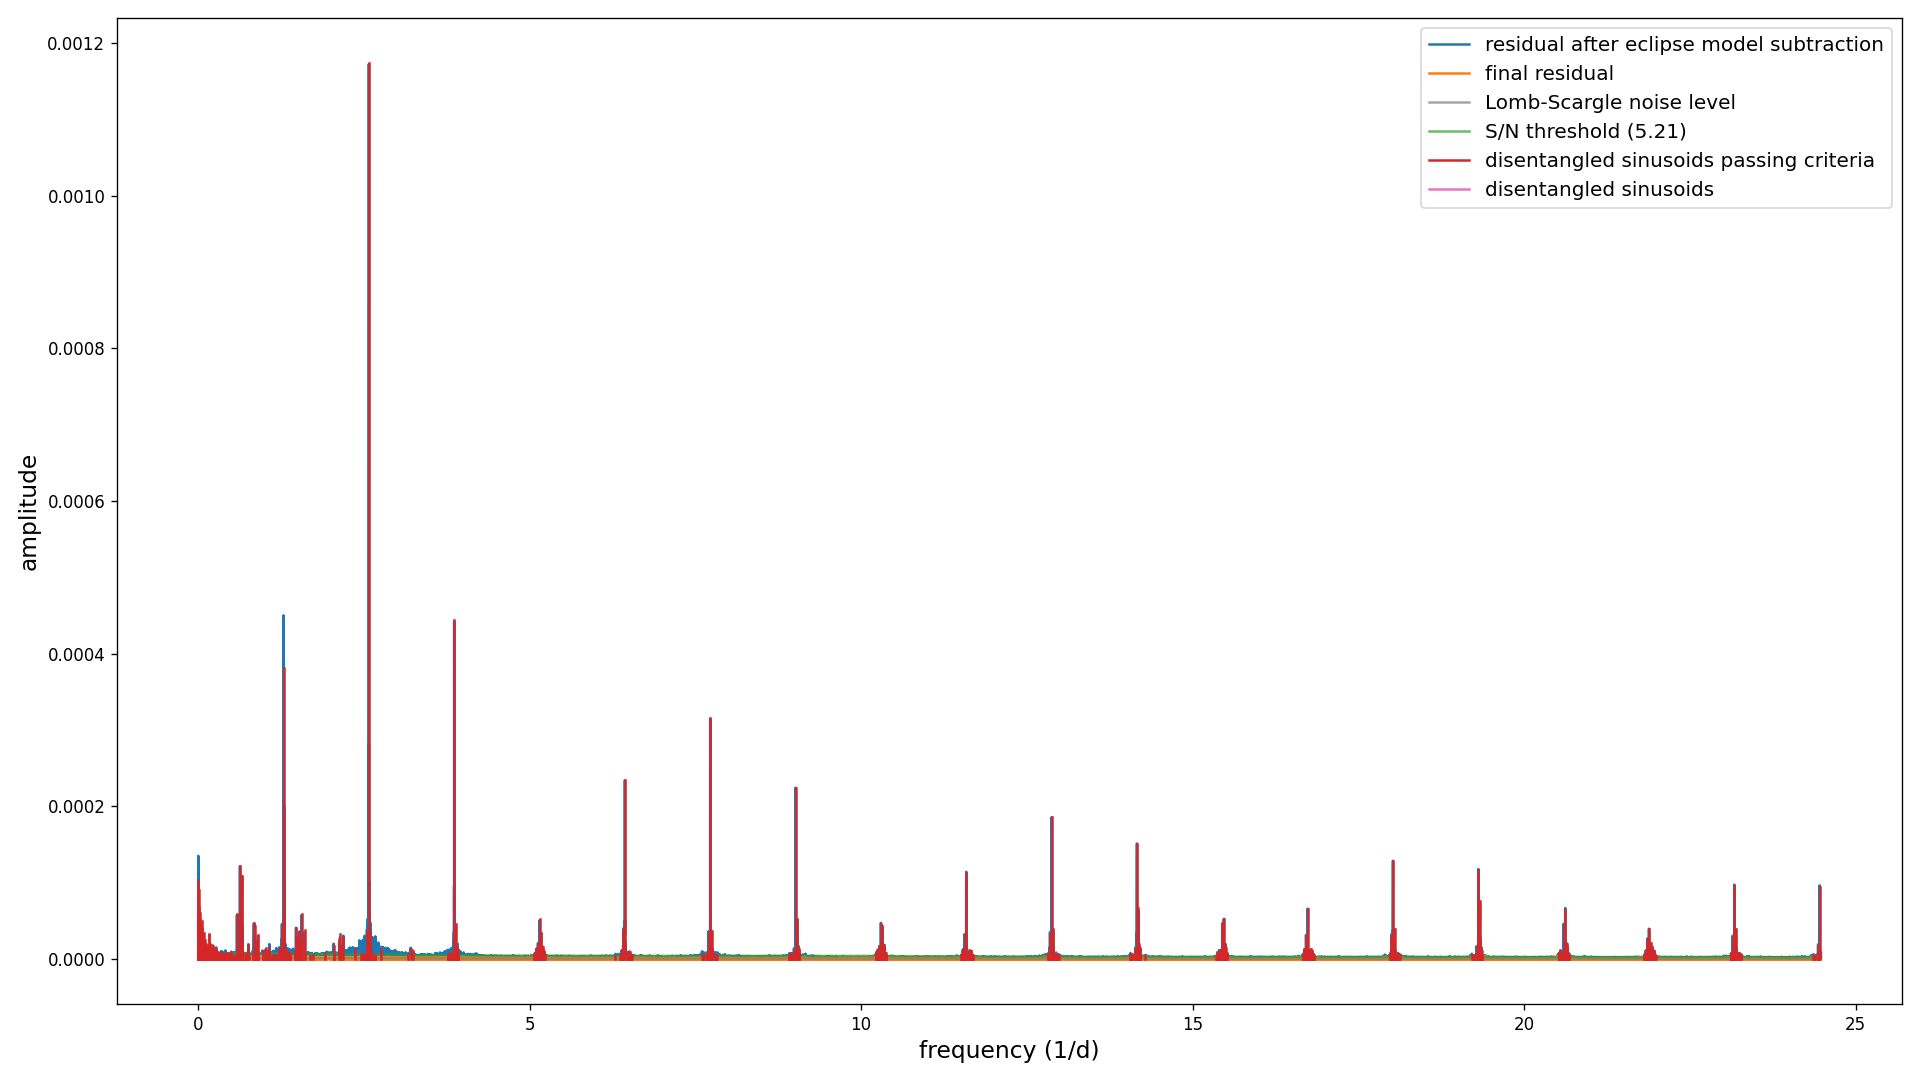 residual after eclipse model subtraction
final residual
Lomb-Scargle noise level
S/N threshold (5.21)
disentangled sinusoids passing criteria
disentangled sinusoids
0.0012
0.0010
0.0008
0.0006
0.0004
0.0002
0.0000
amplitude
0 5 10 15 20 25
frequency (1/d)